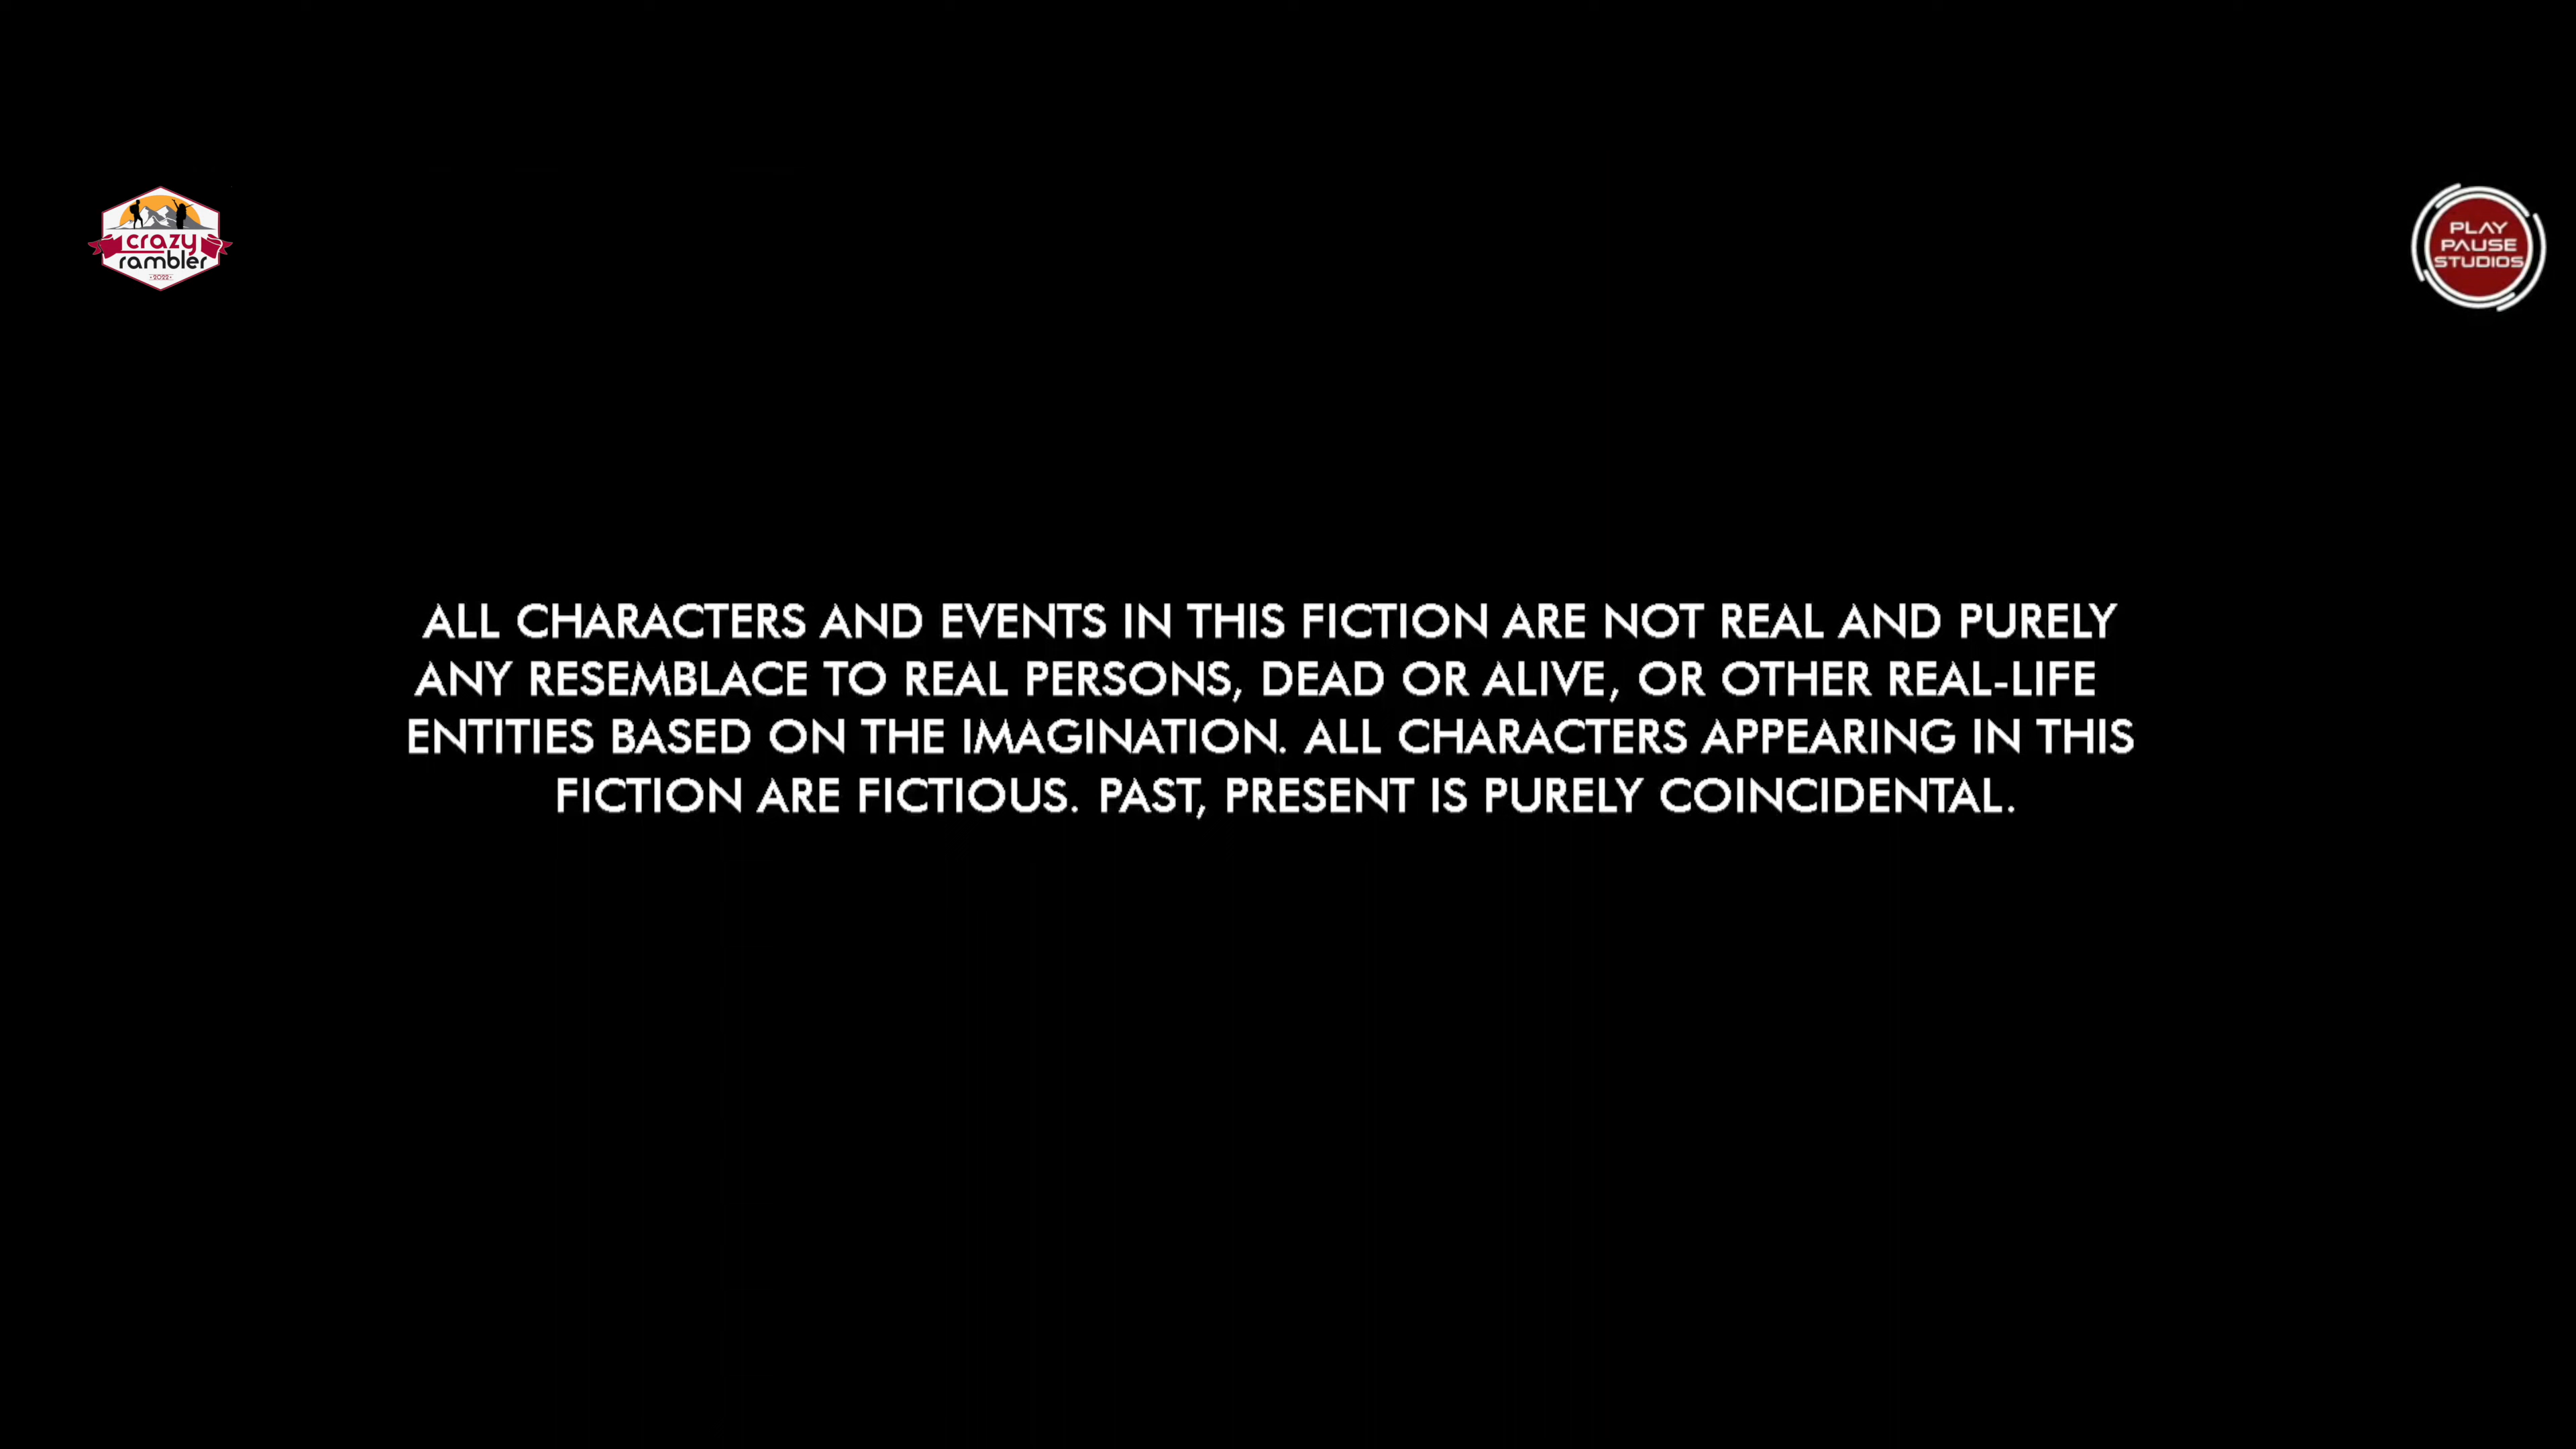 crazy
rambler
·2022·
PLAY
PAUSE
STUDIOS
ALL CHARACTERS AND EVENTS IN THIS FICTION ARE NOT REAL AND PURELY
ANY RESEMBLACE TO REAL PERSONS, DEAD OR ALIVE, OR OTHER REAL-LIFE
ENTITIES BASED ON THE IMAGINATION. ALL CHARACTERS APPEARING IN THIS
FICTION ARE FICTIOUS. PAST, PRESENT IS PURELY COINCIDENTAL.